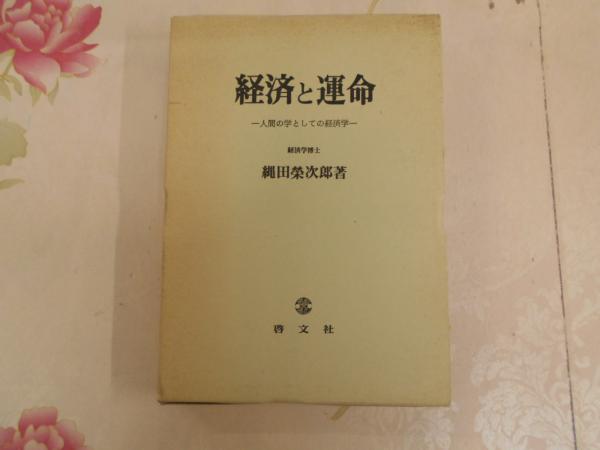 経済と運命
—人間の学としての経済学—
経済学博士
縄田榮次郎著
啓文社